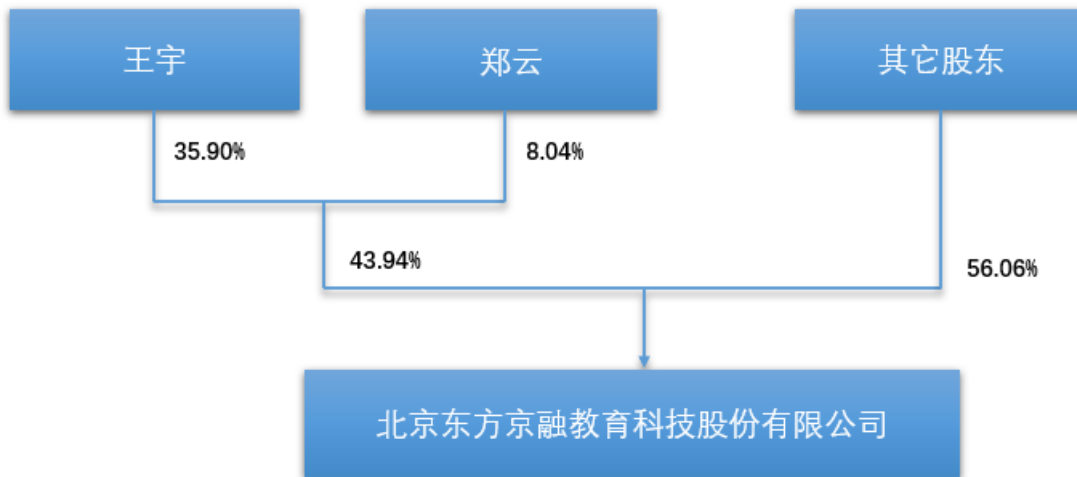 王宇
郑云
其它股东
35.90%
8.04%
43.94%
56.06%
北京东方京融教育科技股份有限公司